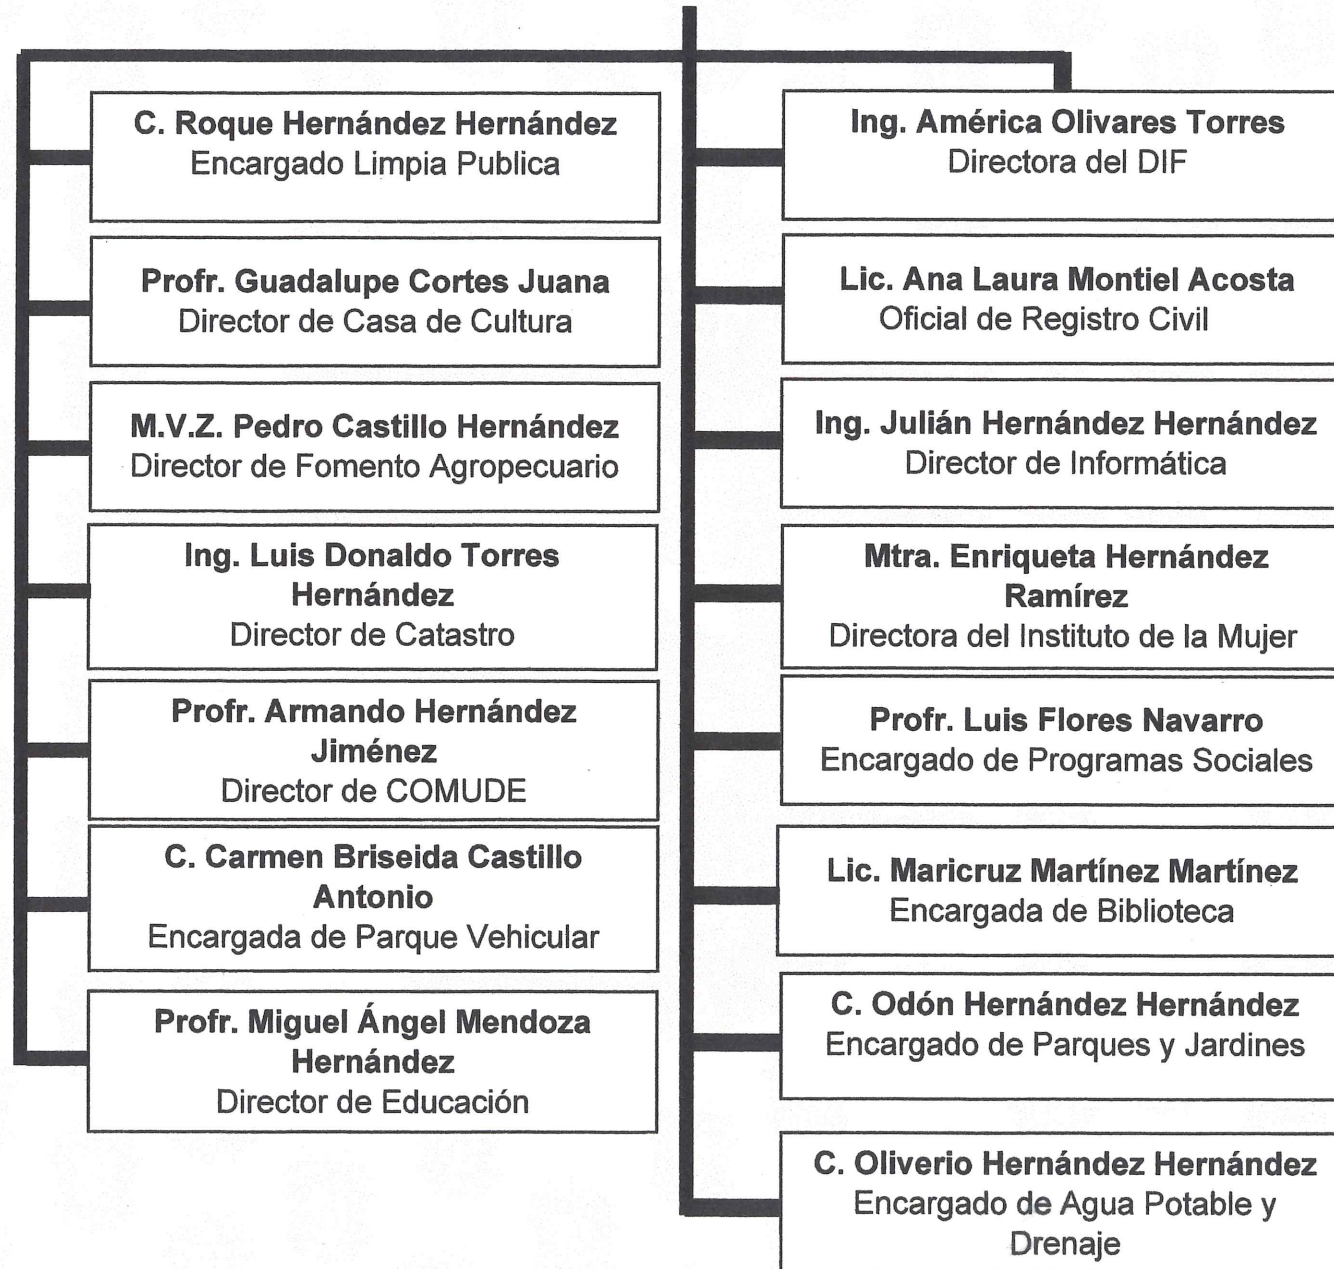 C. Roque Hernández Hernández
Encargado Limpia Publica
Profr. Guadalupe Cortes Juana
Director de Casa de Cultura
M.V.Z. Pedro Castillo Hernández
Director de Fomento Agropecuario
Ing. Luis Donaldo Torres
Hernández
Director de Catastro
Profr. Armando Hernández
Jiménez
Director de COMUDE
C. Carmen Briseida Castillo
Antonio
Encargada de Parque Vehicular
Profr. Miguel Ángel Mendoza
Hernández
Director de Educación
Ing. América Olivares Torres
Directora del DIF
Lic. Ana Laura Montiel Acosta
Oficial de Registro Civil
Ing. Julián Hernández Hernández
Director de Informática
Mtra. Enriqueta Hernández
Ramírez
Directora del Instituto de la Mujer
Profr. Luis Flores Navarro
Encargado de Programas Sociales
Lic. Maricruz Martínez Martínez
Encargada de Biblioteca
C. Odón Hernández Hernández
Encargado de Parques y Jardines
C. Oliverio Hernández Hernández
Encargado de Agua Potable y
Drenaje